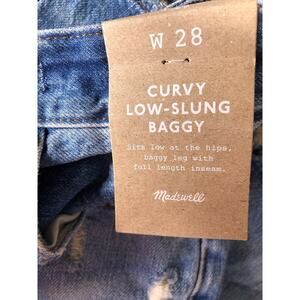 W 28
CURVY
LOW-SLUNG
BAGGY
Sits low at the hips,
baggy leg with
full length inseam.
Madewell